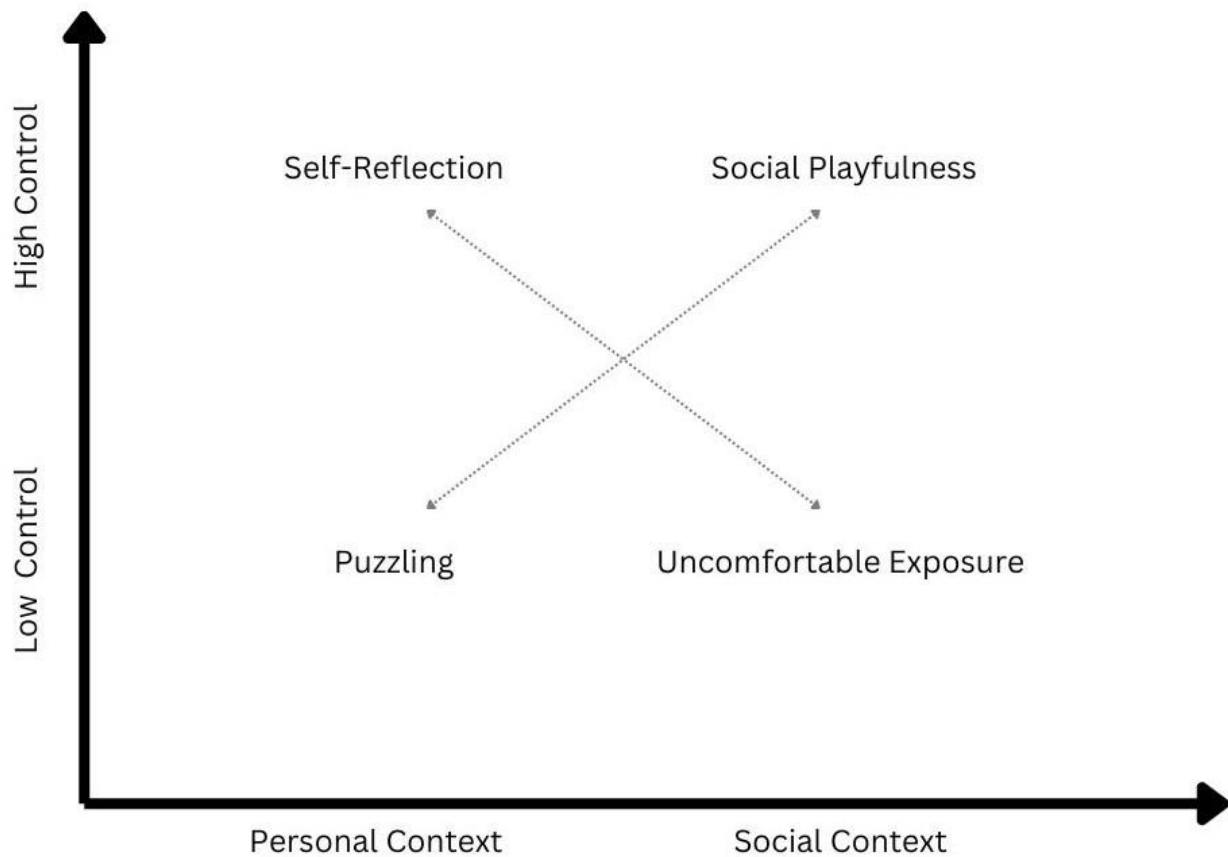 High Control
Self-Reflection
Social Playfulness
Low Control
Puzzling
Uncomfortable Exposure
Personal Context
Social Context